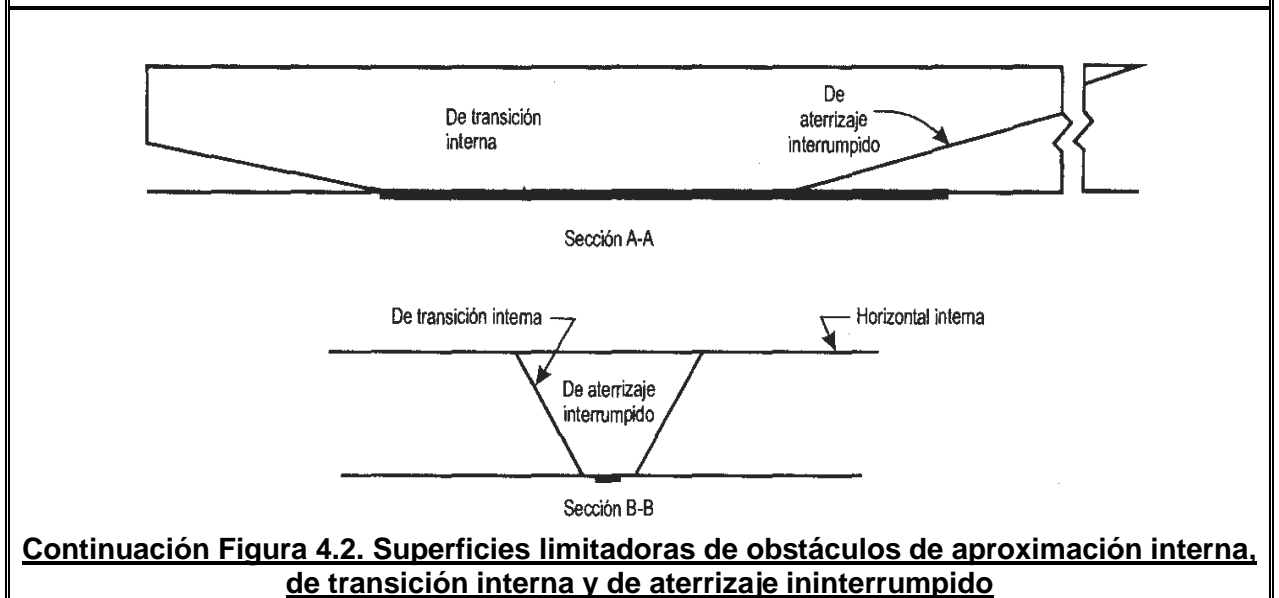 De transición
interna
De
aterrizaje
interrumpido
Sección A-A
De transición interna
Horizontal interna
De aterrizaje
interrumpido
Sección B-B
Continuación Figura 4.2. Superficies limitadoras de obstáculos de aproximación interna,
de transición interna y de aterrizaje ininterrumpido